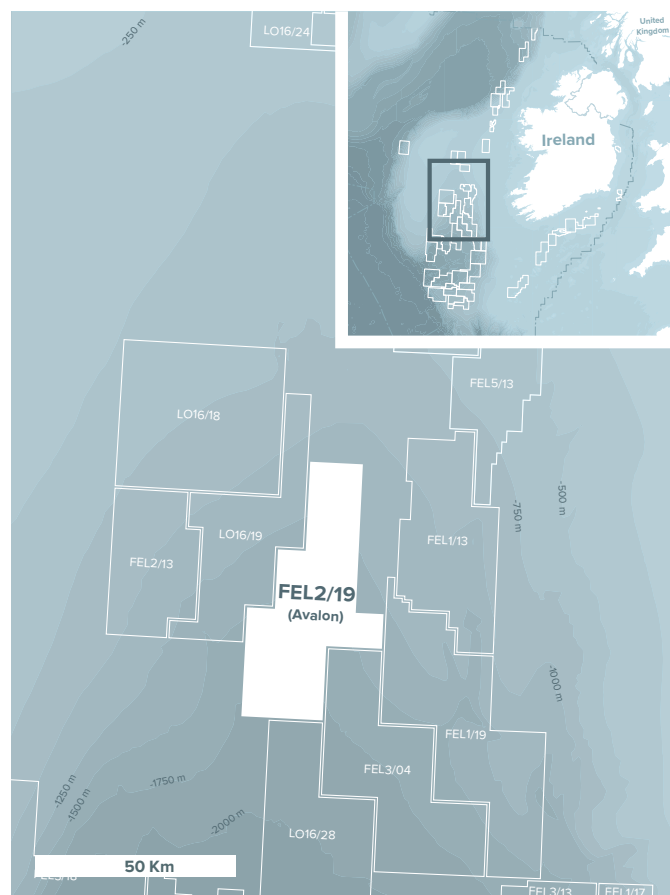 -250 m
LO16/24
United
Kingdom
Ireland
LO16/18
FEL5/13
LO16/19
FEL2/13
FEL1/13
-750 m
-500 m
FEL2/19
(Avalon)
-1000 m
FEL1/19
FEL3/04
-1250 m
-1500 m
-1750 m
-2000 m
LO16/28
50 Km
FEL3/13
FEL1/17